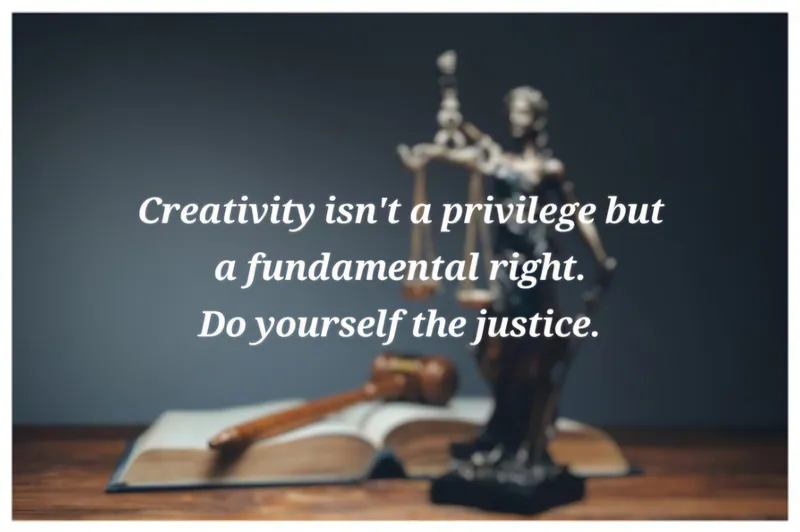 Creativity isn't a privilege but
a fundamental right.
Do yourself the justice.